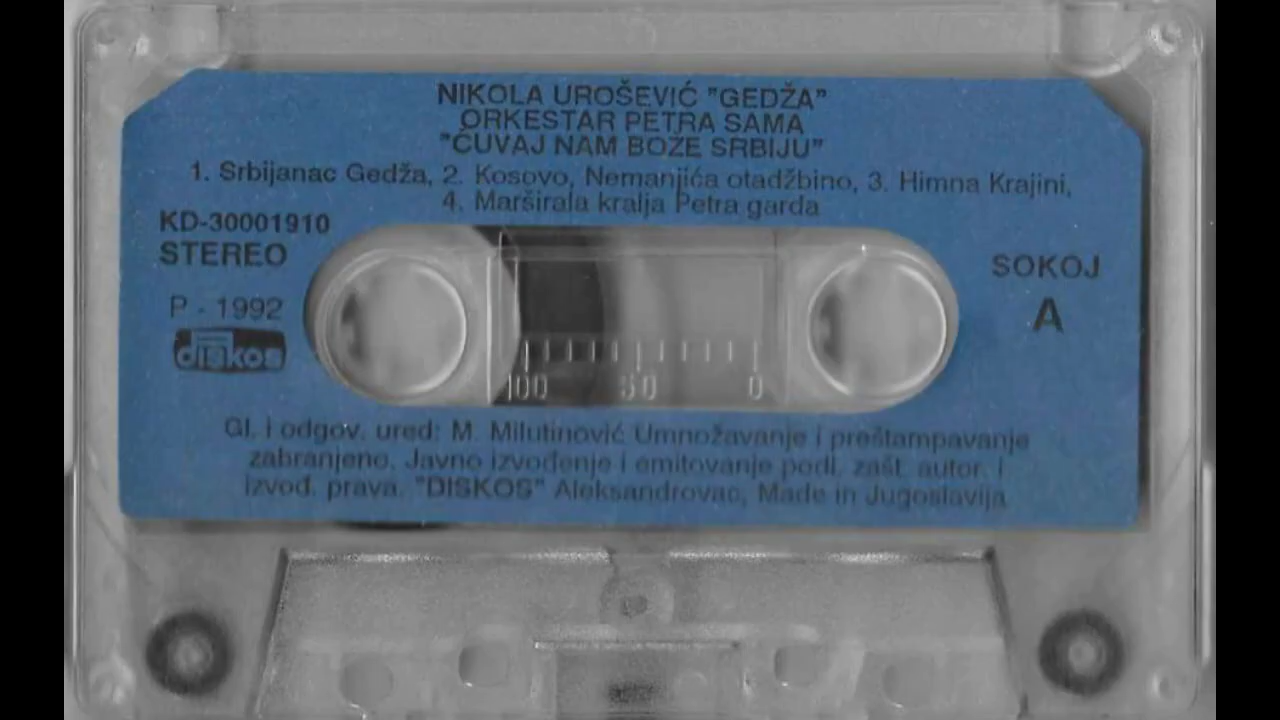 NIKOLA UROŠEVIĆ "GEDŽA"
ORKESTAR PETRA SAMA
"ČUVAJ NAM BOŽE SRBIJU"
1. Srbijanac Gedža, 2. Kosovo, Nemanjića otadžbino, 3. Himna Krajini,
4. Marširala kralja Petra garda
KD-30001910
STEREO
SOKOJ
P - 1992
A
diskos
100 50 0
Gl. i odgov. ured: M. Milutinović Umnožavanje i preštampavanje
zabranjeno. Javno izvođenje i emitovanje podl. zašt. autor. i
izvođ. prava. "DISKOS" Aleksandrovac, Made in Jugoslavija